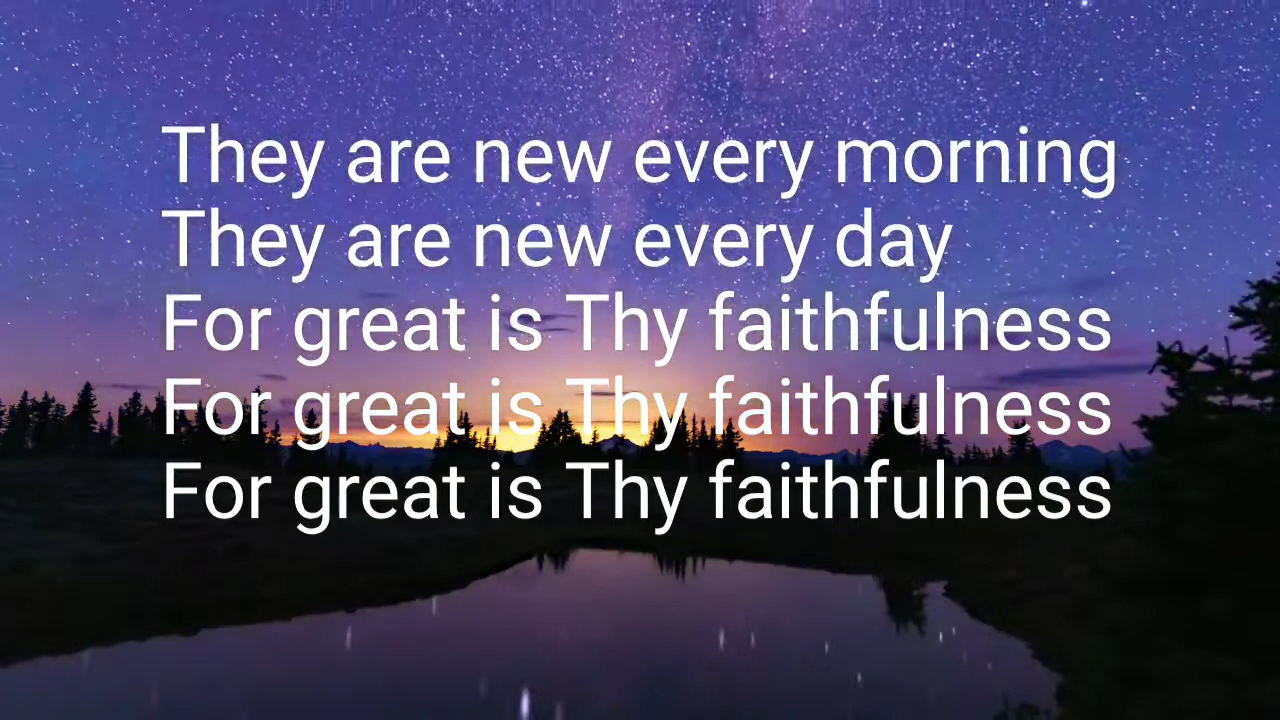 They are new every morning
They are new every day
For great is Thy faithfulness
For great is Thy faithfulness
For great is Thy faithfulness